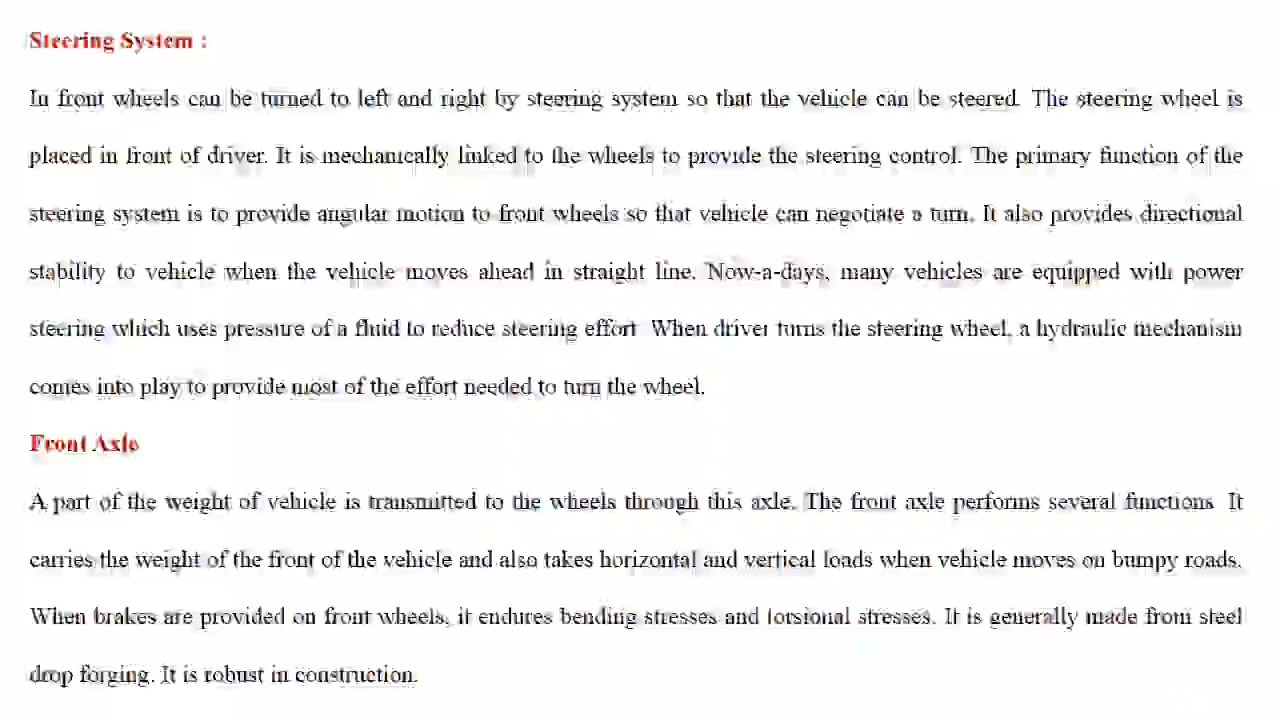 Steering System :
In front wheels can be turned to left and right by steering system so that the vehicle can be steered. The steering wheel is
placed in front of driver. It is mechanically linked to the wheels to provide the steering control. The primary function of the
steering system is to provide angular motion to front wheels so that vehicle can negotiate a turn. It also provides directional
stability to vehicle when the vehicle moves ahead in straight line. Now-a-days, many vehicles are equipped with power
steering which uses pressure of a fluid to reduce steering effort. When driver turns the steering wheel, a hydraulic mechanism
comes into play to provide most of the effort needed to turn the wheel.
Front Axle
A part of the weight of vehicle is transmitted to the wheels through this axle. The front axle performs several functions. It
carries the weight of the front of the vehicle and also takes horizontal and vertical loads when vehicle moves on bumpy roads.
When brakes are provided on front wheels, it endures bending stresses and torsional stresses. It is generally made from steel
drop forging. It is robust in construction.